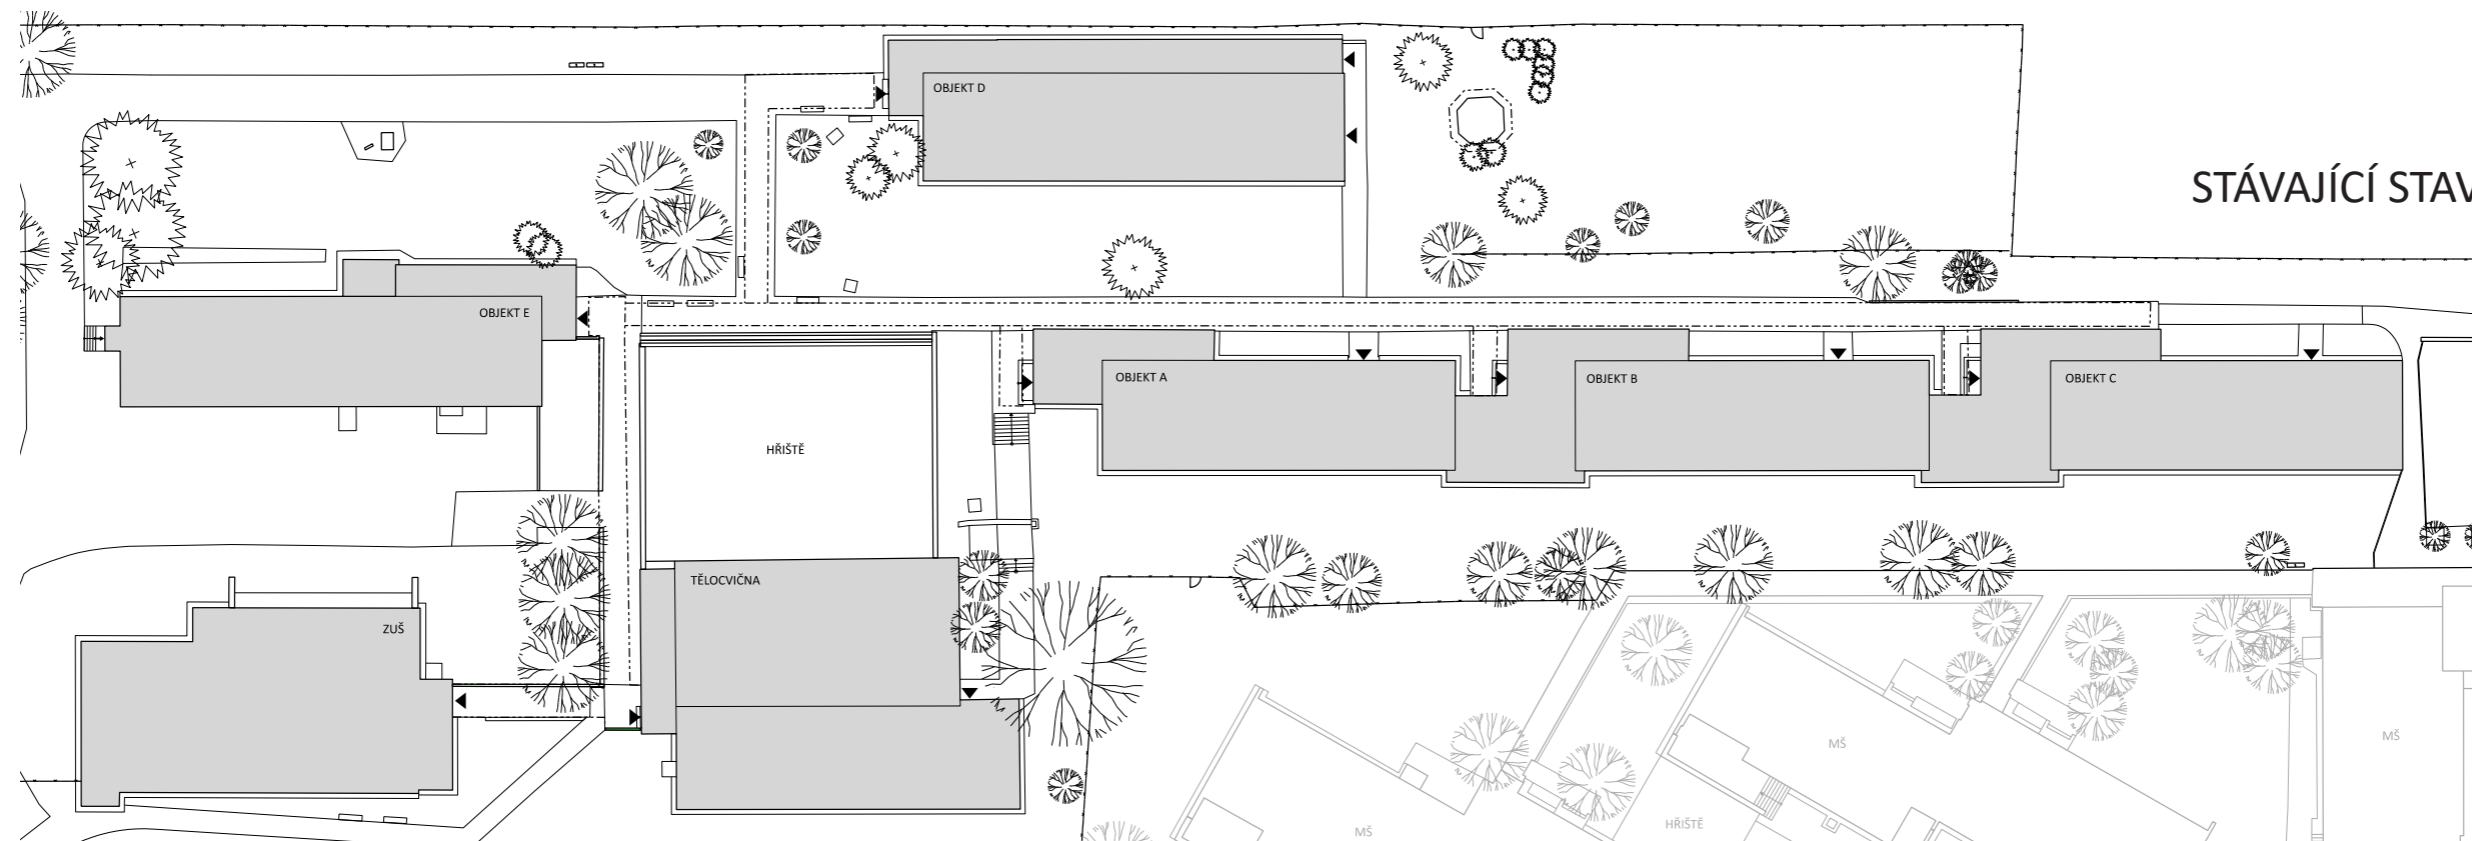 OBJEKT D
STÁVAJÍCÍ STAV
OBJEKT E
OBJEKT A
OBJEKT B
OBJEKT C
HŘIŠTĚ
TĚLOCVIČNA
ZUŠ
MŠ
MŠ
HŘIŠTĚ
MŠ